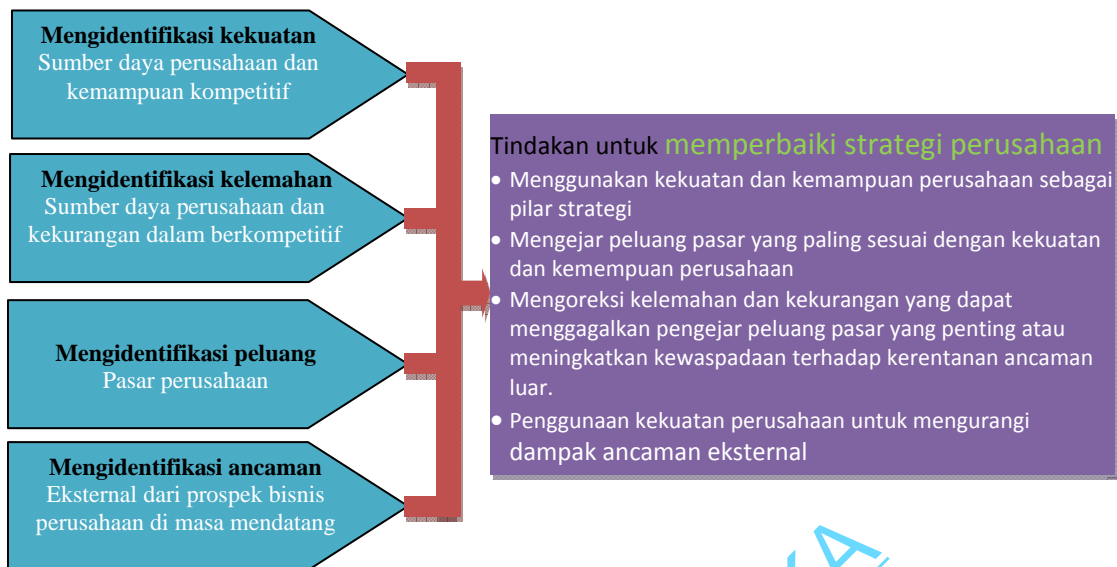 Mengidentifikasi kekuatan
Sumber daya perusahaan dan
kemampuan kompetitif
Mengidentifikasi kelemahan
Sumber daya perusahaan dan
kekurangan dalam berkompetitif
Mengidentifikasi peluang
Pasar perusahaan
Mengidentifikasi ancaman
Eksternal dari prospek bisnis
perusahaan di masa mendatang
Tindakan untuk memperbaiki strategi perusahaan
• Menggunakan kekuatan dan kemampuan perusahaan sebagai
pilar strategi
• Mengejar peluang pasar yang paling sesuai dengan kekuatan
dan kemempuan perusahaan
• Mengoreksi kelemahan dan kekurangan yang dapat
menggagalkan pengejar peluang pasar yang penting atau
meningkatkan kewaspadaan terhadap kerentanan ancaman
luar.
• Penggunaan kekuatan perusahaan untuk mengurangi
dampak ancaman eksternal